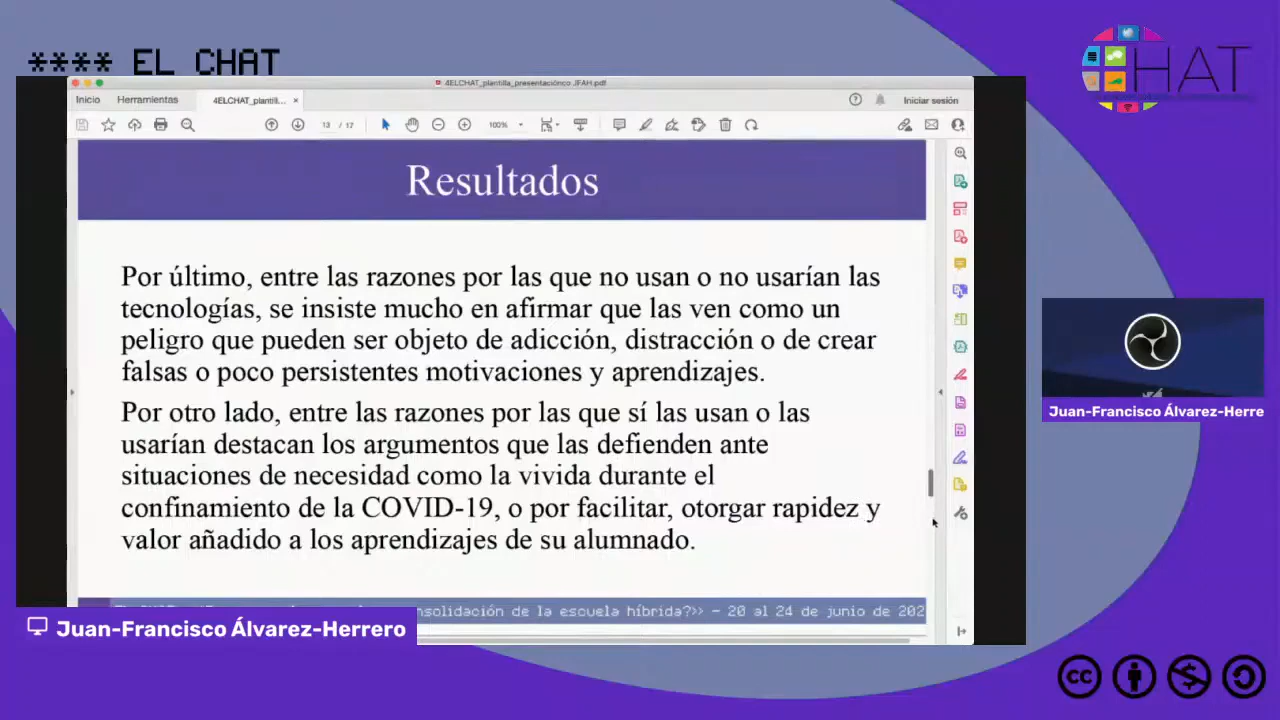 **** EL CHAT
HAT
4ELCHAT_plantilla_presentaciónco JFAH.pdf
Inicio
Herramientas
4ELCHAT_plantill... ×
Iniciar sesión
13 / 17
100%
Resultados
Por último, entre las razones por las que no usan o no usarían las
tecnologías, se insiste mucho en afirmar que las ven como un
peligro que pueden ser objeto de adicción, distracción o de crear
falsas o poco persistentes motivaciones y aprendizajes.
Por otro lado, entre las razones por las que sí las usan o las
usarían destacan los argumentos que las defienden ante
situaciones de necesidad como la vivida durante el
confinamiento de la COVID-19, o por facilitar, otorgar rapidez y
valor añadido a los aprendizajes de su alumnado.
nsolidación de la escuela híbrida?>> – 20 al 24 de junio de 202
Juan-Francisco Álvarez-Herrero
Juan-Francisco Álvarez-Herre
cc